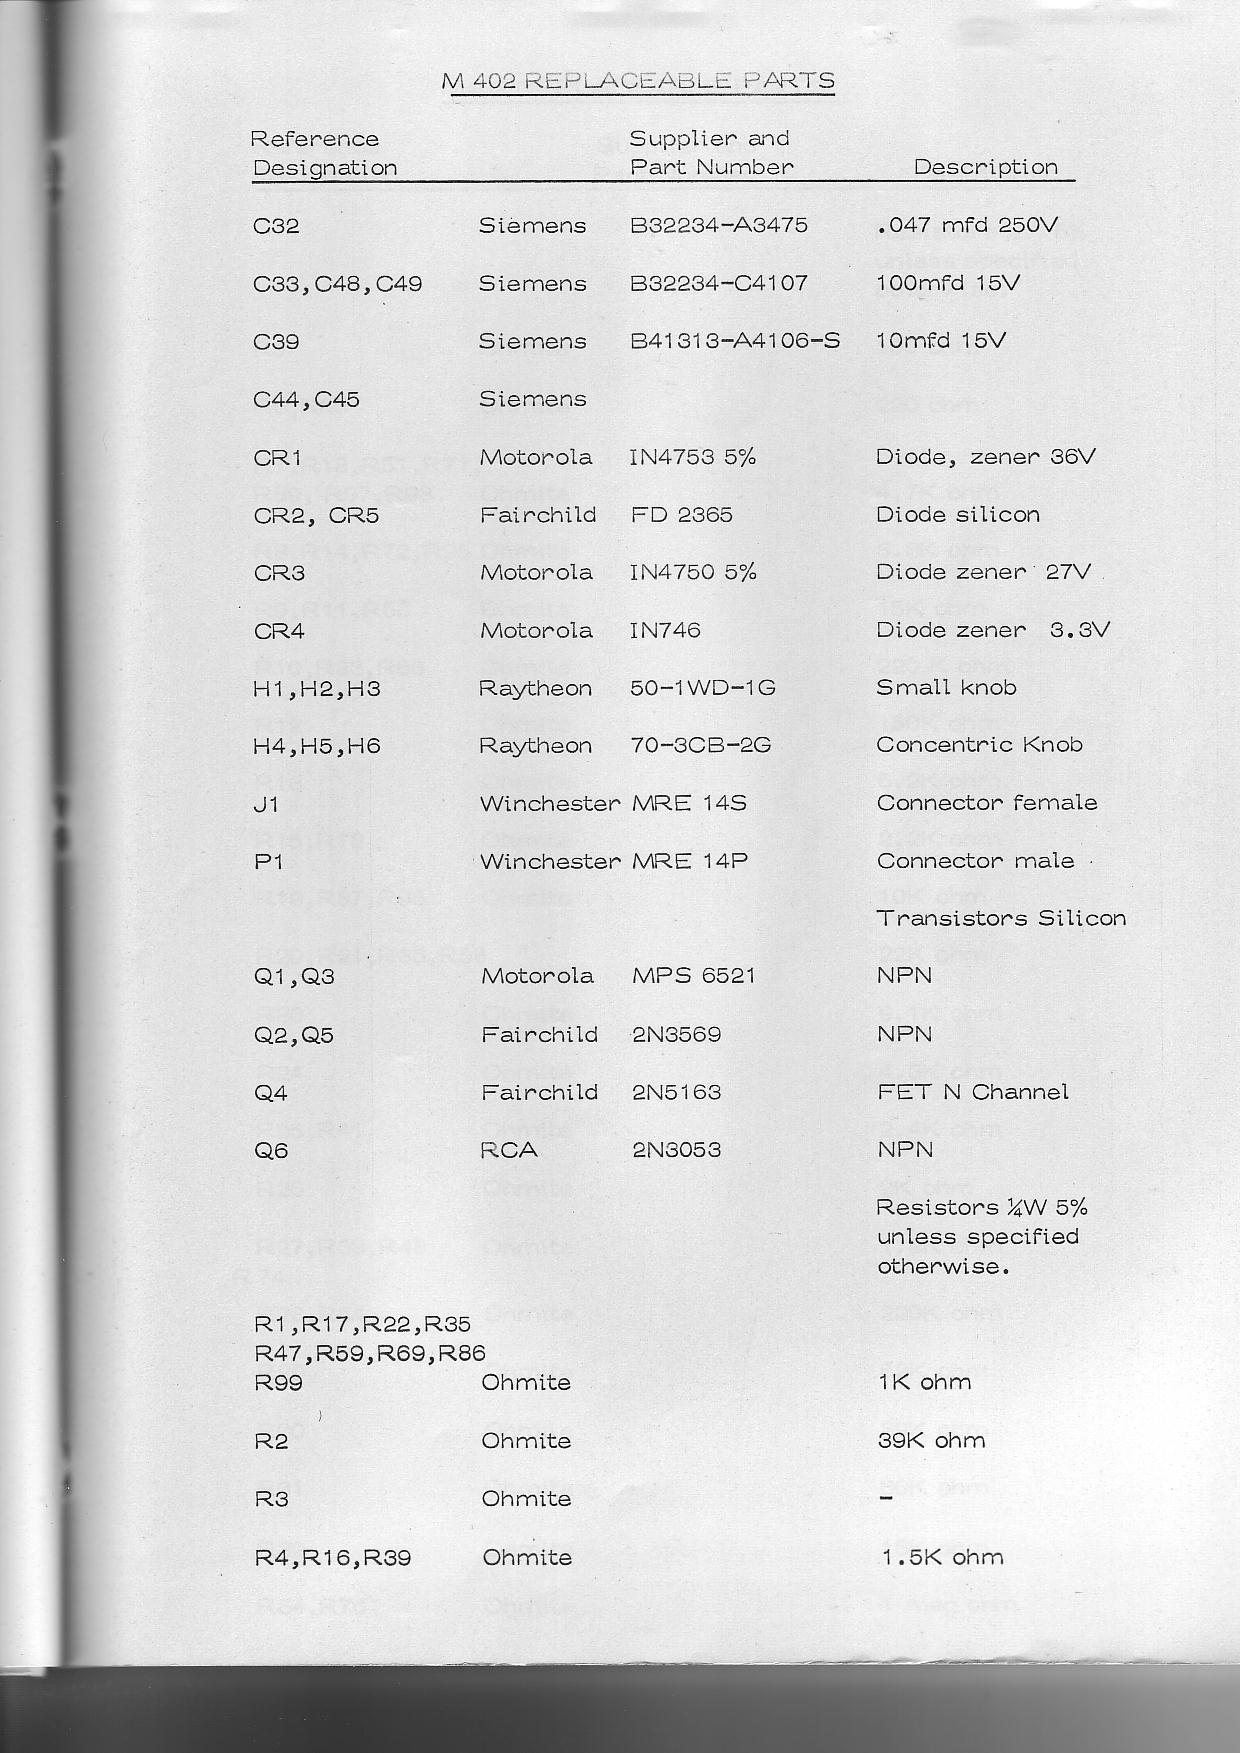 M 402 REPLACEABLE PARTS
Reference Supplier and
Designation Part Number Description
C32 Siemens B32234-A3475 .047 mfd 250V
C33,C48,C49 Siemens B32234-C4107 100mfd 15V
C39 Siemens B41313-A4106-S 10mfd 15V
C44,C45 Siemens
CR1 Motorola IN4753 5% Diode, zener 36V
CR2, CR5 Fairchild FD 2365 Diode silicon
CR3 Motorola IN4750 5% Diode zener 27V
CR4 Motorola IN746 Diode zener 3.3V
H1,H2,H3 Raytheon 50-1WD-1G Small knob
H4,H5,H6 Raytheon 70-3CB-2G Concentric Knob
J1 Winchester MRE 14S Connector female
P1 Winchester MRE 14P Connector male
Transistors Silicon
Q1,Q3 Motorola MPS 6521 NPN
Q2,Q5 Fairchild 2N3569 NPN
Q4 Fairchild 2N5163 FET N Channel
Q6 RCA 2N3053 NPN
Resistors ¼W 5%
unless specified
otherwise.
R1,R17,R22,R35
R47,R59,R69,R86
R99 Ohmite 1K ohm
R2 Ohmite 39K ohm
R3 Ohmite -
R4,R16,R39 Ohmite 1.5K ohm